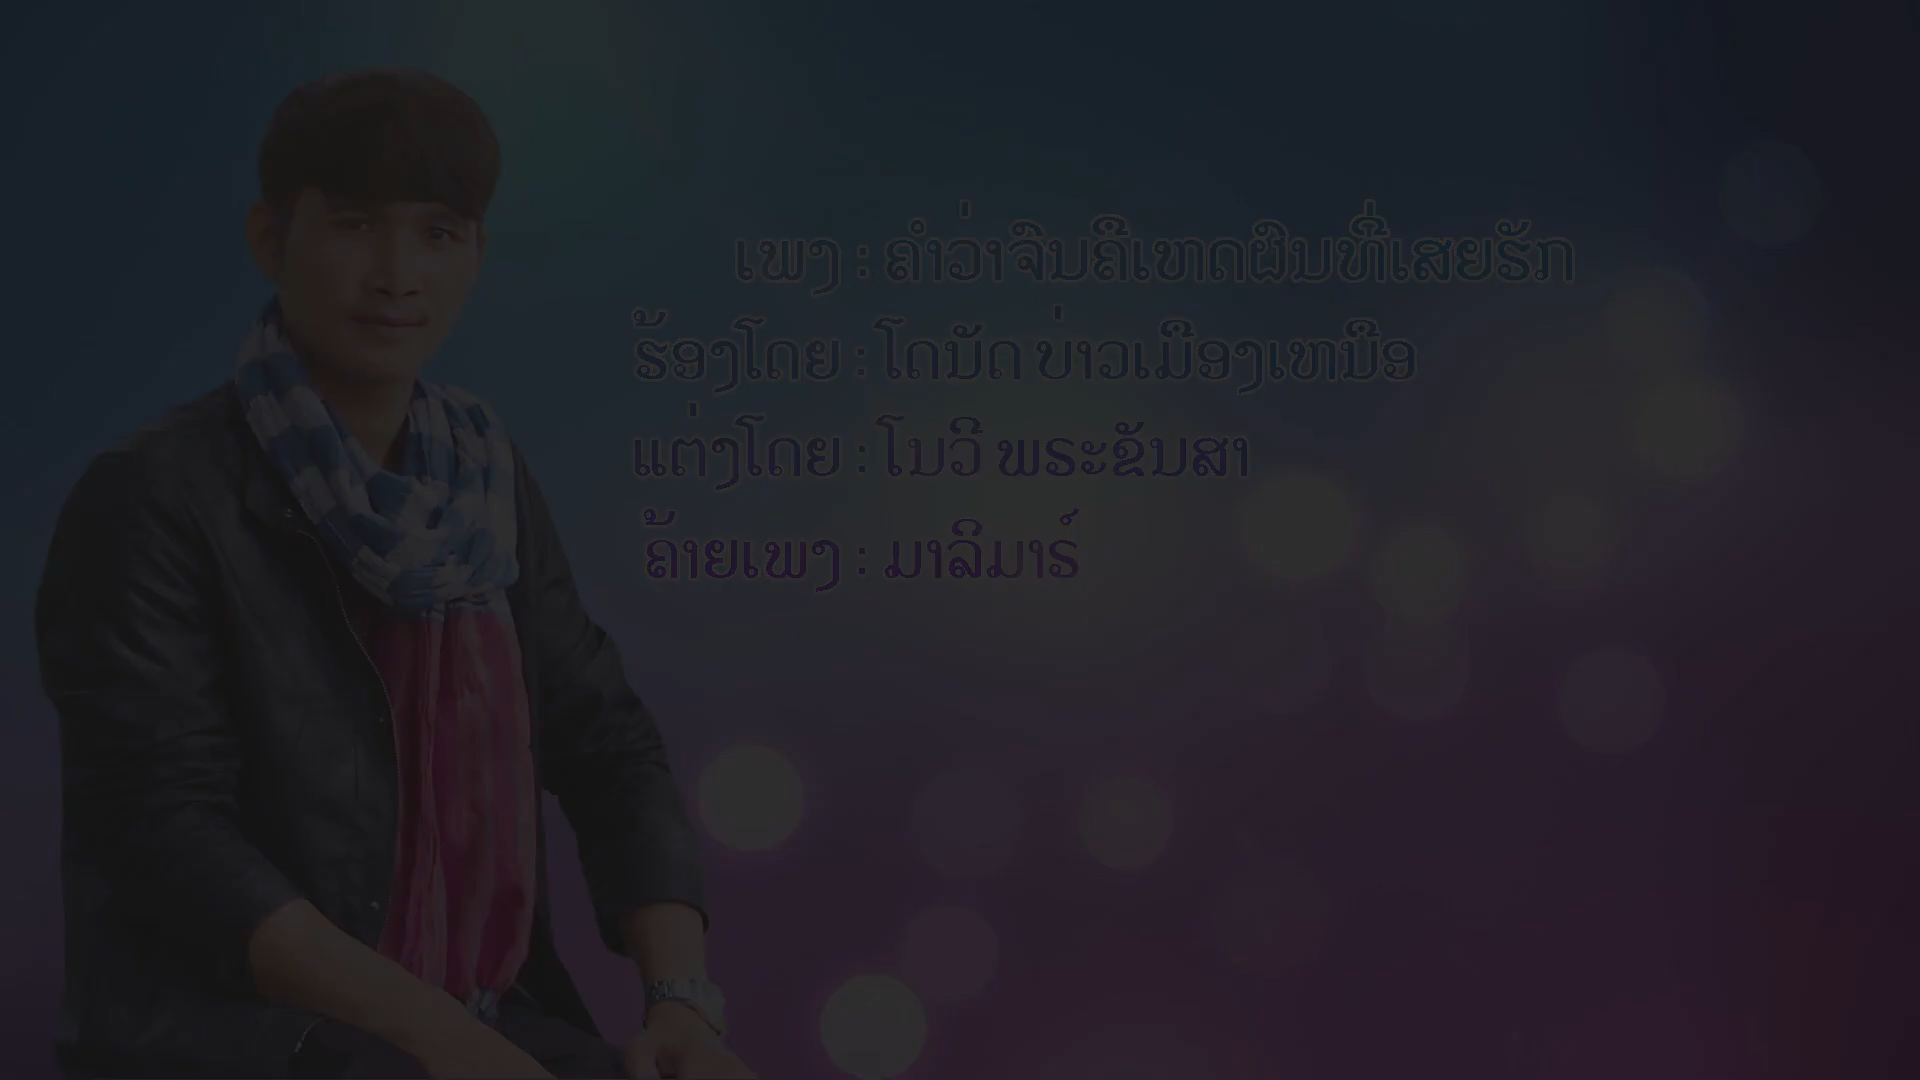 ເພງ : ຄຳວ່າຈົນຄືເຫດຜົນທີ່ເສຍຮັກ
ຮ້ອງໂດຍ : ໂດນັດ ບ່າວເມືອງເຫນືອ
ແຕ່ງໂດຍ : ໂນວີ ພຣະຂັນສາ
ຄ້າຍເພງ : ມາລິມາຣ໌